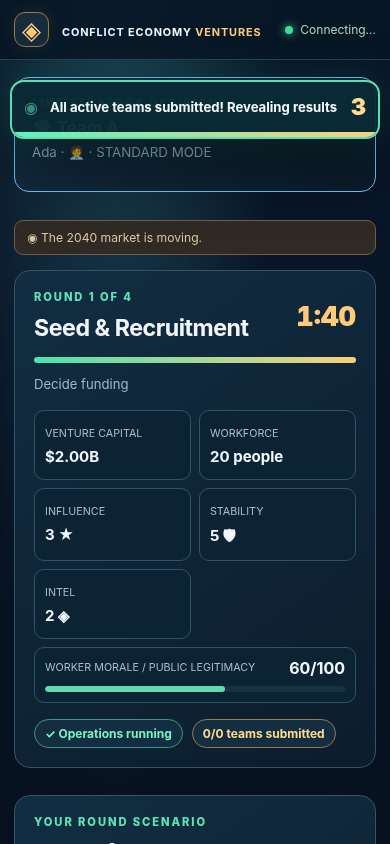 CONFLICT ECONOMY VENTURES
Connecting...
All active teams submitted! Revealing results 3
Team A
Ada · STANDARD MODE
The 2040 market is moving.
ROUND 1 OF 4
Seed & Recruitment
1:40
Decide funding
VENTURE CAPITAL
$2.00B
WORKFORCE
20 people
INFLUENCE
3 ★
STABILITY
5
INTEL
2 ◈
WORKER MORALE / PUBLIC LEGITIMACY 60/100
✓ Operations running
0/0 teams submitted
YOUR ROUND SCENARIO